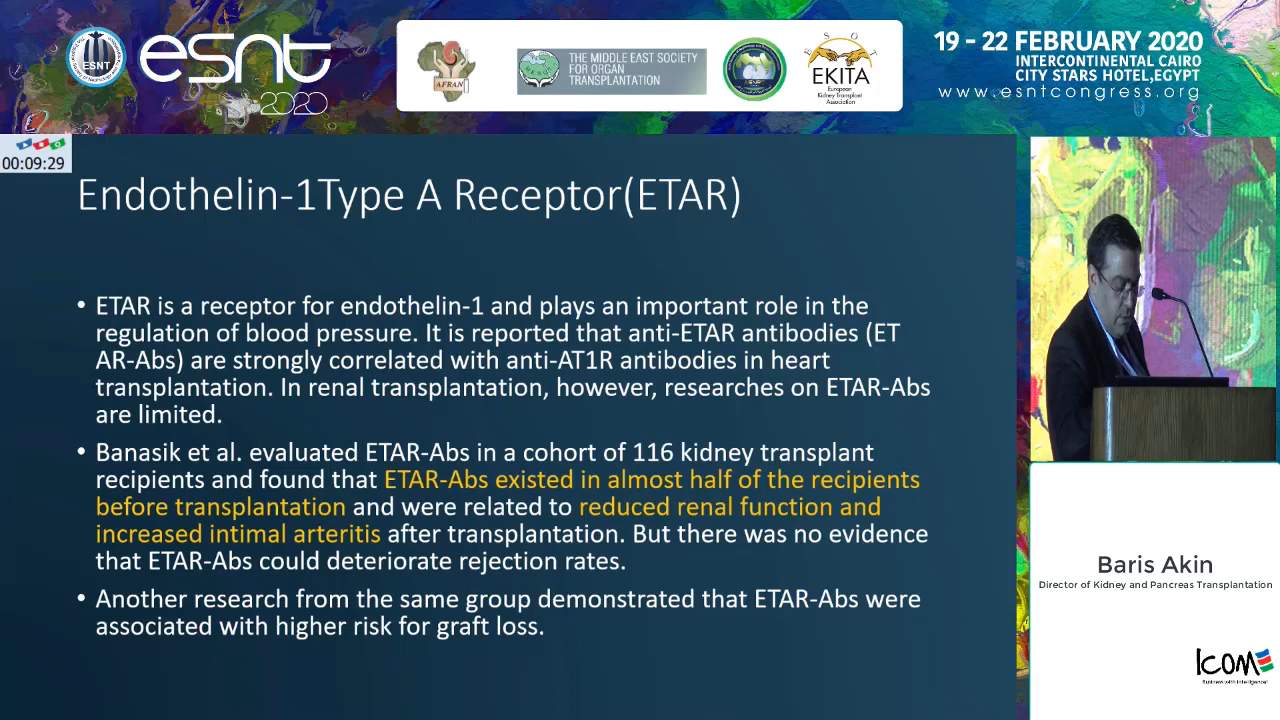 ESNT
esnt
2020
AFRAN
THE MIDDLE EAST SOCIETY
FOR ORGAN
TRANSPLANTATION
E S O T
EKITA
European
Kidney Transplant
Association
19 - 22 FEBRUARY 2020
INTERCONTINENTAL CAIRO
CITY STARS HOTEL,EGYPT
www.esntcongress.org
00:09:29
Endothelin-1Type A Receptor(ETAR)
• ETAR is a receptor for endothelin-1 and plays an important role in the
regulation of blood pressure. It is reported that anti-ETAR antibodies (ET
AR-Abs) are strongly correlated with anti-AT1R antibodies in heart
transplantation. In renal transplantation, however, researches on ETAR-Abs
are limited.
• Banasik et al. evaluated ETAR-Abs in a cohort of 116 kidney transplant
recipients and found that ETAR-Abs existed in almost half of the recipients
before transplantation and were related to reduced renal function and
increased intimal arteritis after transplantation. But there was no evidence
that ETAR-Abs could deteriorate rejection rates.
• Another research from the same group demonstrated that ETAR-Abs were
associated with higher risk for graft loss.
Baris Akin
Director of Kidney and Pancreas Transplantation
ICOME
Business with intelligence!